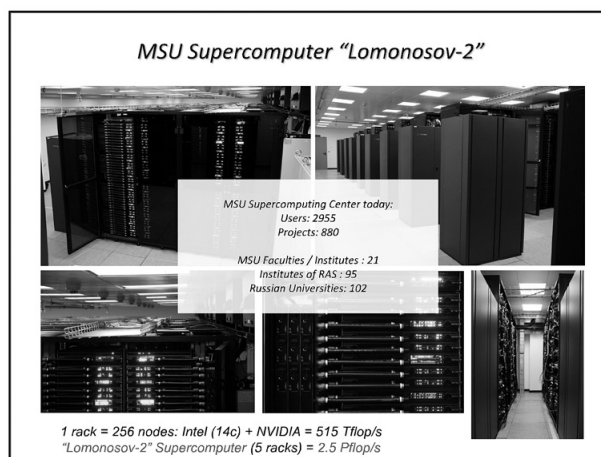 MSU Supercomputer “Lomonosov-2”
MSU Supercomputing Center today:
Users: 2955
Projects: 880
MSU Faculties / Institutes : 21
Institutes of RAS : 95
Russian Universities: 102
1 rack = 256 nodes: Intel (14c) + NVIDIA = 515 Tflop/s
“Lomonosov-2” Supercomputer (5 racks) = 2.5 Pflop/s